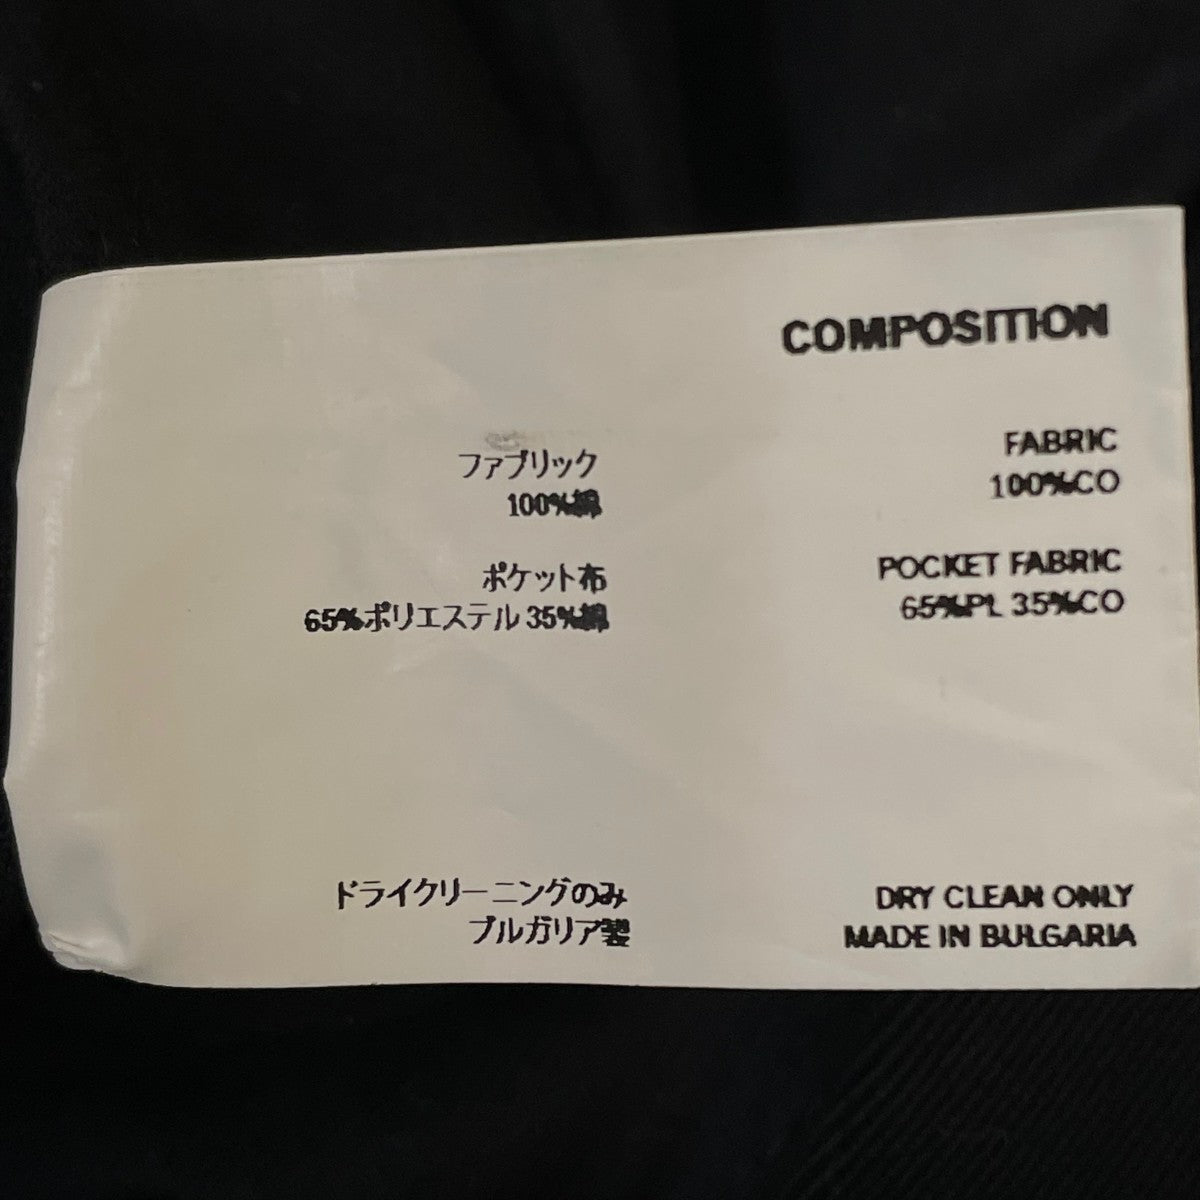 COMPOSITION
ファブリック
100%綿
ポケット布
65%ポリエステル 35%綿
FABRIC
100%CO
POCKET FABRIC
65%PL 35%CO
ドライクリーニングのみ
ブルガリア製
DRY CLEAN ONLY
MADE IN BULGARIA